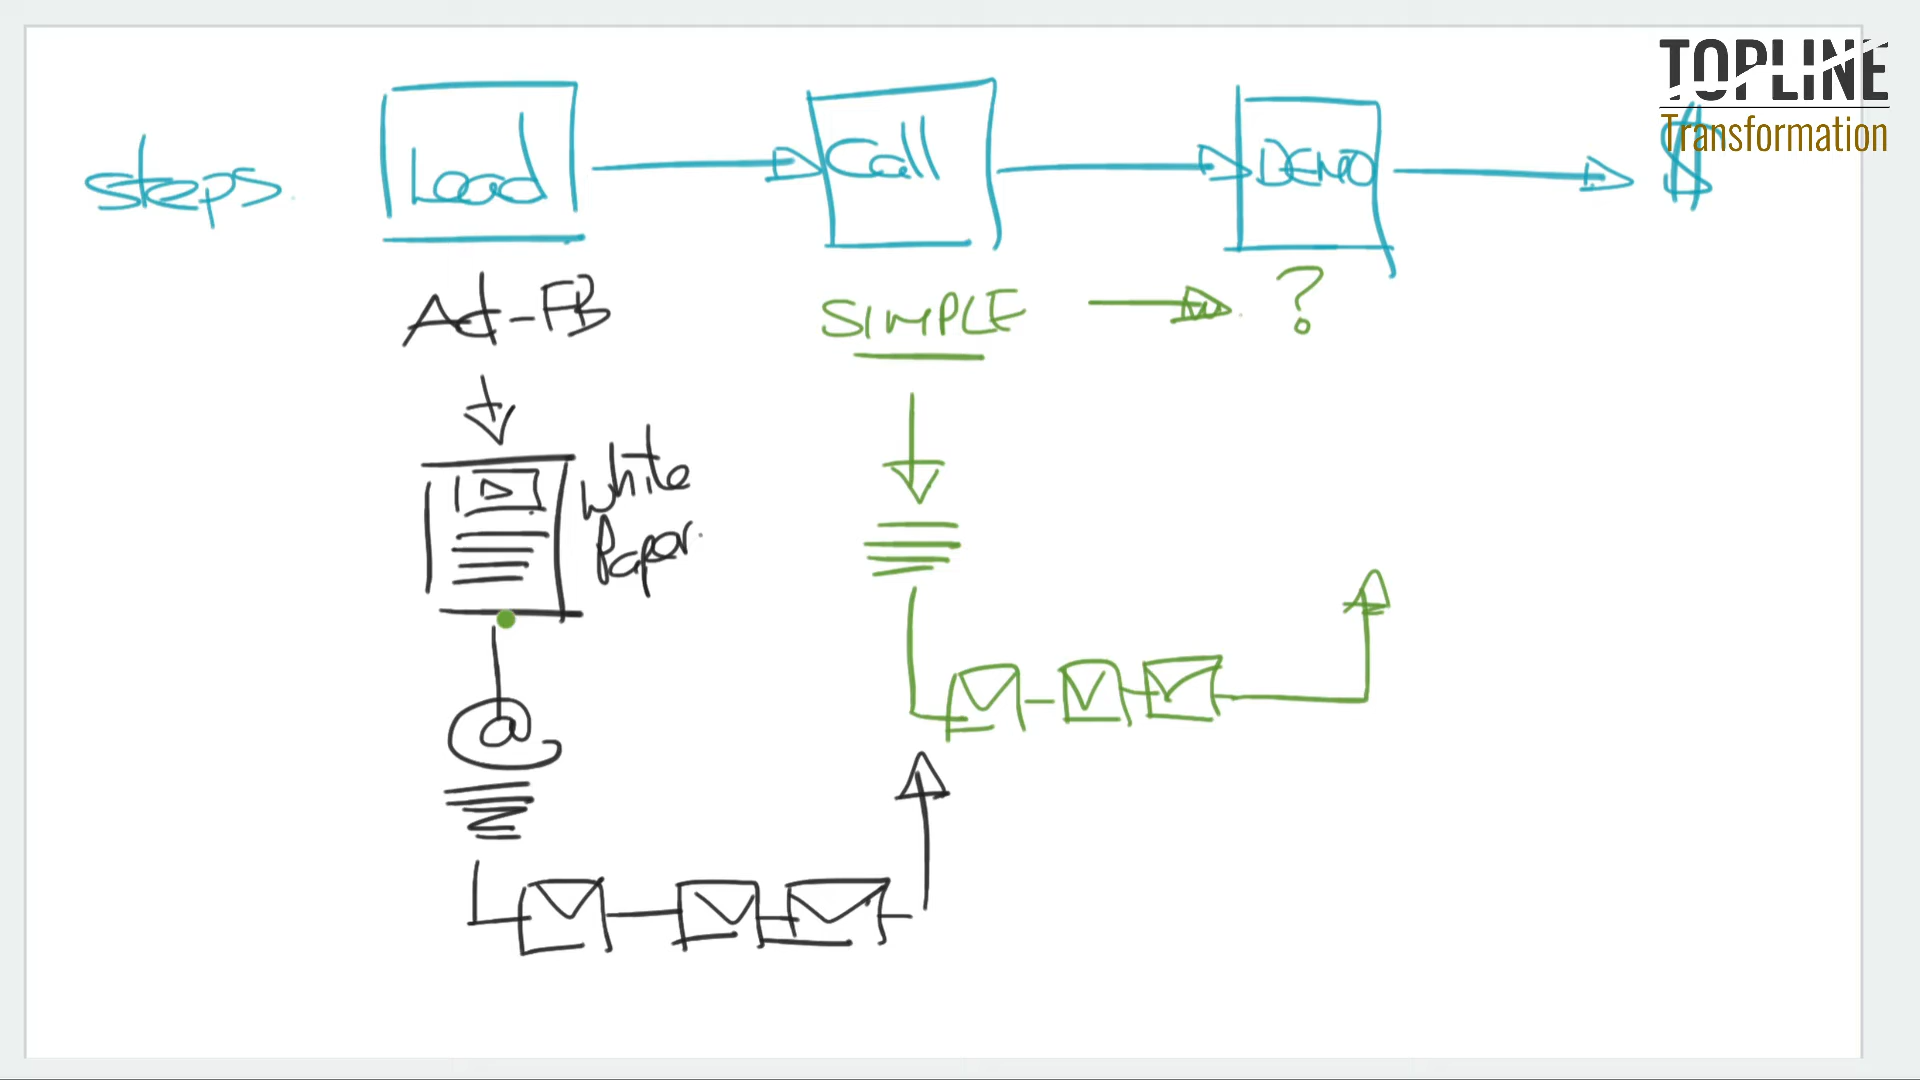 TOPLINE
Transformation
steps.
Lead
Call
DEMO
$
Ad-FB
SIMPLE
?
White
Paper.
@